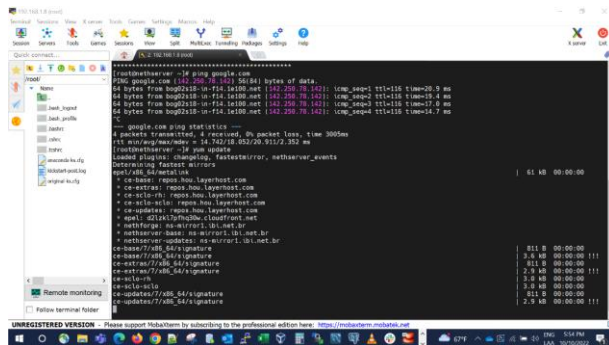 192.168.1.8 (root)
Terminal Sessions View X server Tools Games Settings Macros Help
Session Servers Tools Games Sessions View Split MultiExec Tunneling Packages Settings Help
X server Exit
Quick connect...
2. 192.168.1.8 (root)
/root/
Name
..
.bash_logout
.bash_profile
.bashrc
.cshrc
.tcshrc
anaconda-ks.cfg
kickstart-post.log
original-ks.cfg
Remote monitoring
Follow terminal folder
************************************************
[root@nethserver ~]# ping google.com
PING google.com (142.250.78.142) 56(84) bytes of data.
64 bytes from bog02s18-in-f14.1e100.net (142.250.78.142): icmp_seq=1 ttl=116 time=20.9 ms
64 bytes from bog02s18-in-f14.1e100.net (142.250.78.142): icmp_seq=2 ttl=116 time=19.4 ms
64 bytes from bog02s18-in-f14.1e100.net (142.250.78.142): icmp_seq=3 ttl=116 time=17.0 ms
64 bytes from bog02s18-in-f14.1e100.net (142.250.78.142): icmp_seq=4 ttl=116 time=14.7 ms
^C
--- google.com ping statistics ---
4 packets transmitted, 4 received, 0% packet loss, time 3005ms
rtt min/avg/max/mdev = 14.742/18.052/20.911/2.352 ms
[root@nethserver ~]# yum update
Loaded plugins: changelog, fastestmirror, nethserver_events
Determining fastest mirrors
epel/x86_64/metalink | 61 kB 00:00:00
* ce-base: repos.hou.layerhost.com
* ce-extras: repos.hou.layerhost.com
* ce-sclo-rh: repos.hou.layerhost.com
* ce-sclo-sclo: repos.hou.layerhost.com
* ce-updates: repos.hou.layerhost.com
* epel: d2lzkl7pfhq30w.cloudfront.net
* nethforge: ns-mirror1.ibi.net.br
* nethserver-base: ns-mirror1.ibi.net.br
* nethserver-updates: ns-mirror1.ibi.net.br
ce-base/7/x86_64/signature | 811 B 00:00:00
ce-base/7/x86_64/signature | 3.6 kB 00:00:00 !!!
ce-extras/7/x86_64/signature | 811 B 00:00:00
ce-extras/7/x86_64/signature | 2.9 kB 00:00:00 !!!
ce-sclo-rh | 3.0 kB 00:00:00
ce-sclo-sclo | 3.0 kB 00:00:00
ce-updates/7/x86_64/signature | 811 B 00:00:00
ce-updates/7/x86_64/signature | 2.9 kB 00:00:00 !!!
UNREGISTERED VERSION - Please support MobaXterm by subscribing to the professional edition here: https://mobaxterm.mobatek.net
67°F
ENG 5:54 PM
LAA 10/10/2022